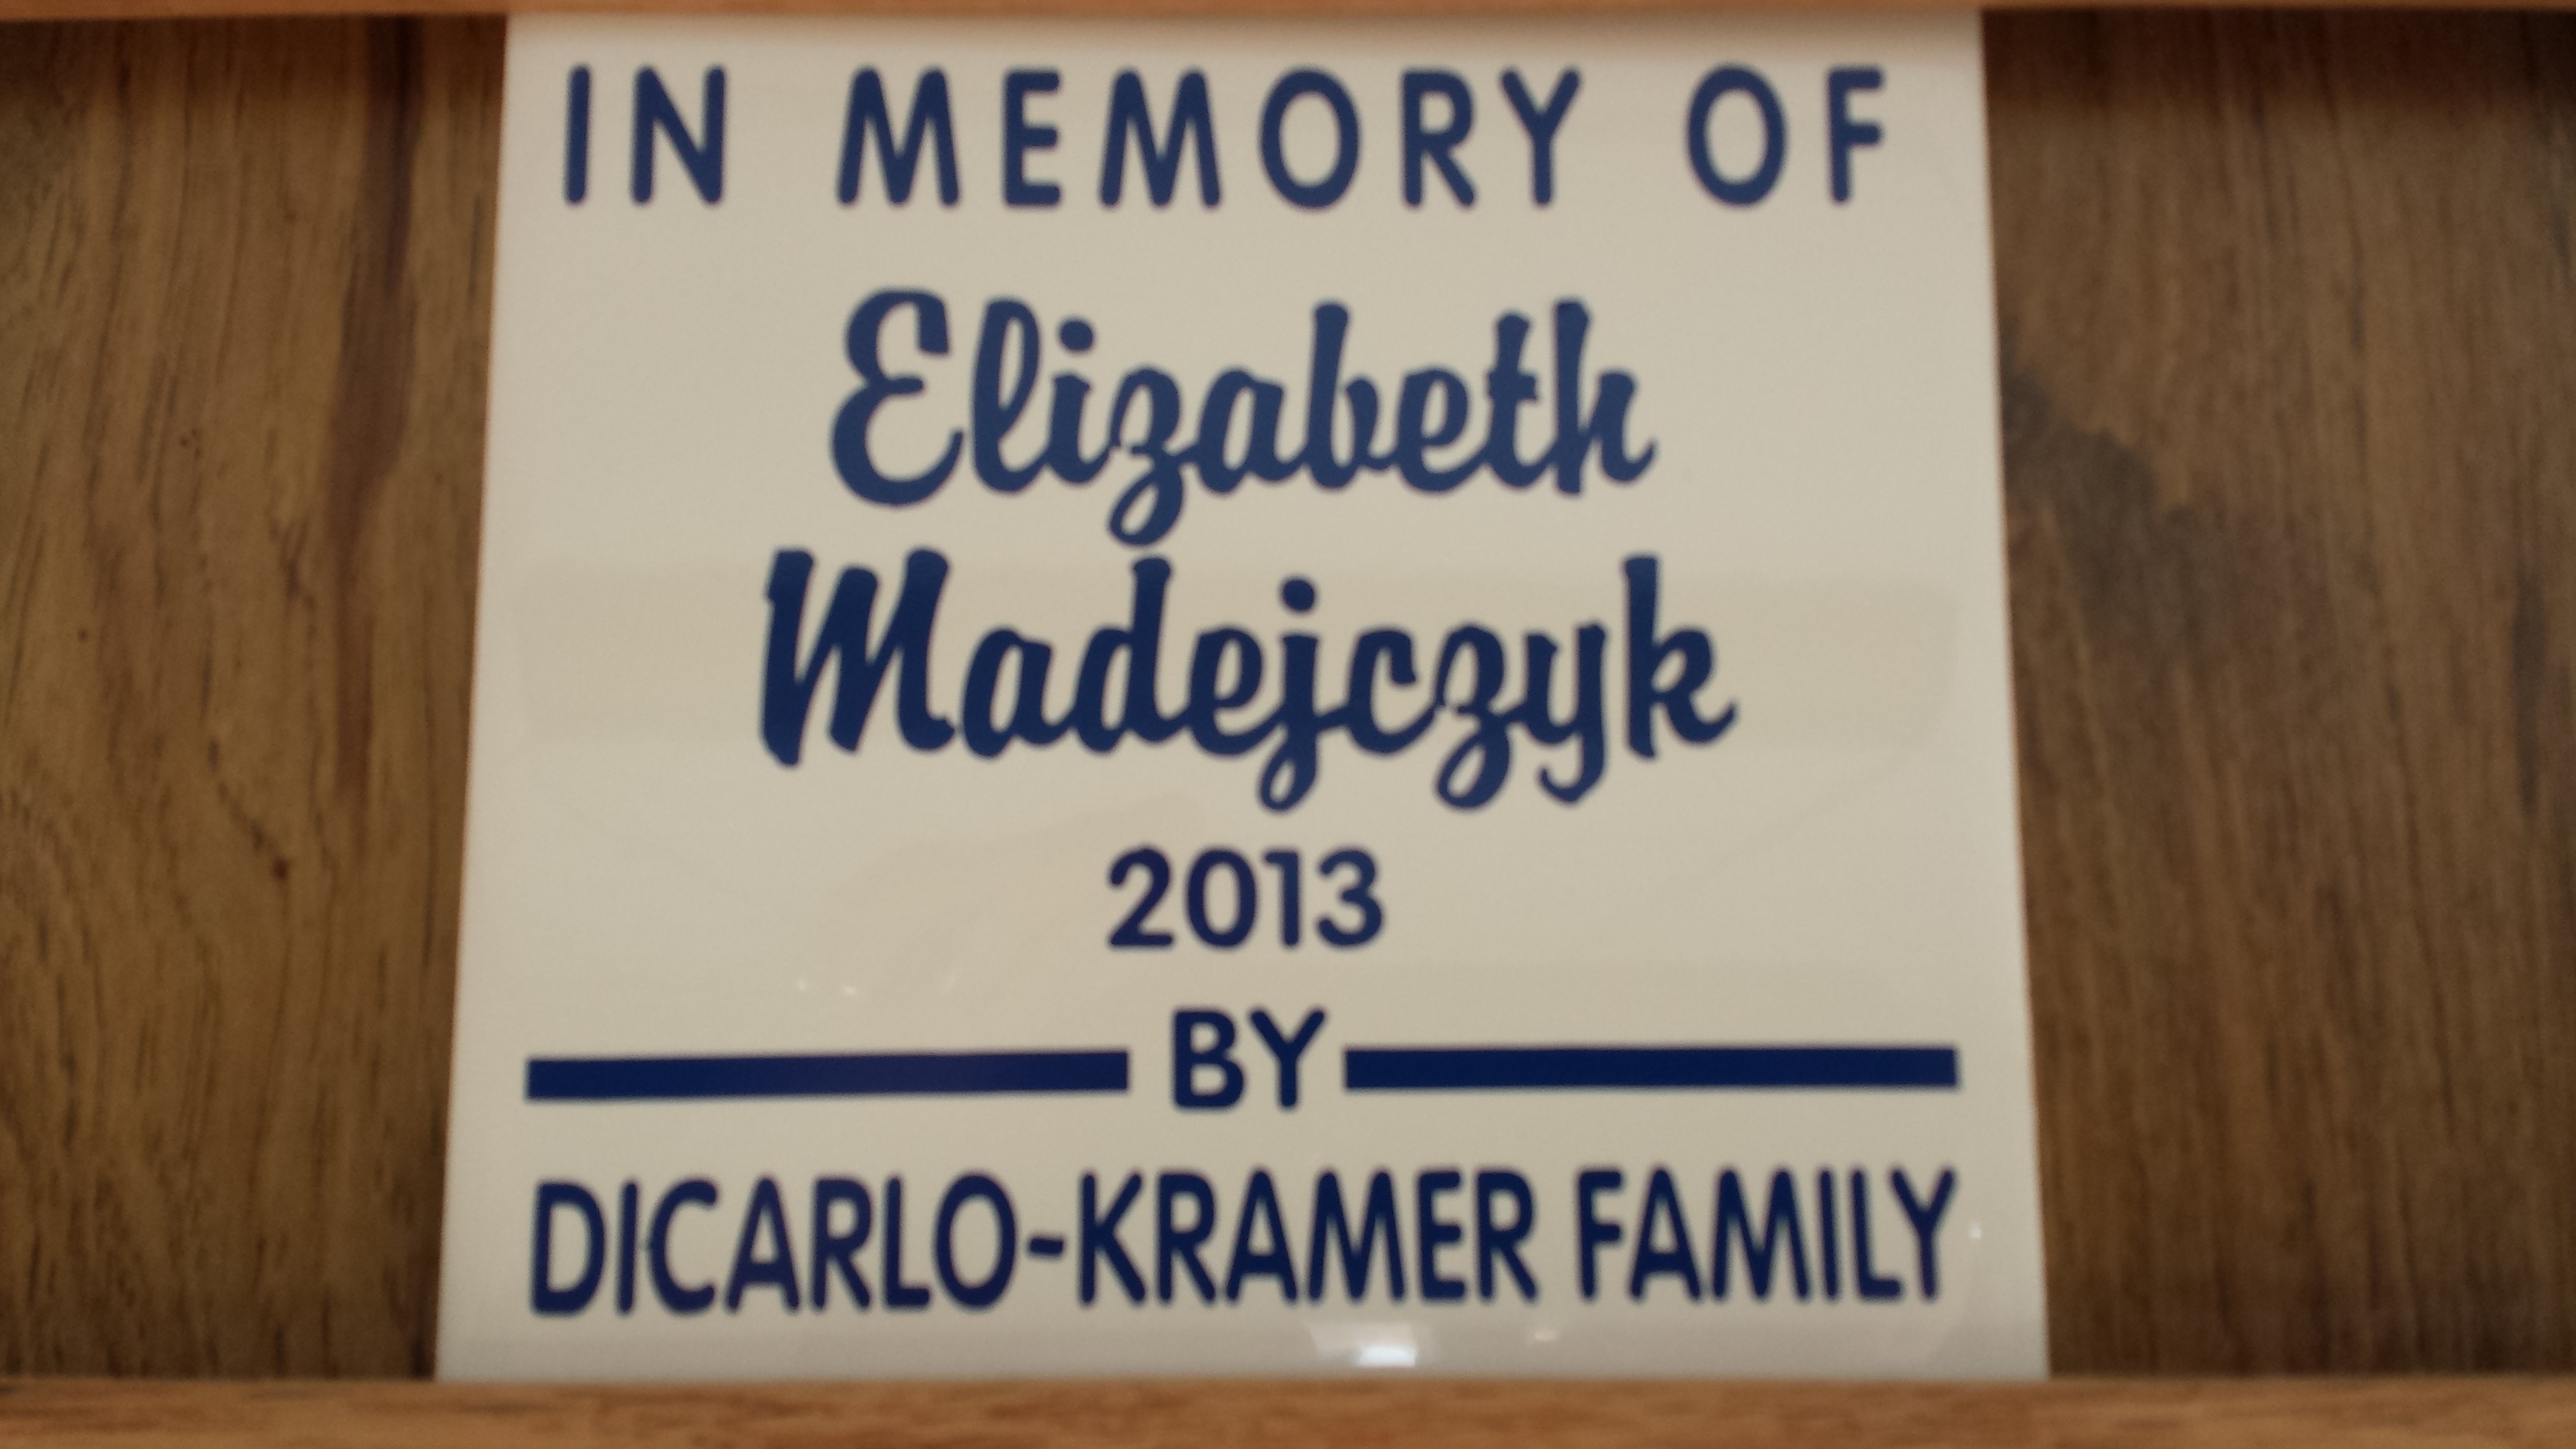 IN MEMORY OF
Elizabeth
Madejczyk
2013
BY
DICARLO-KRAMER FAMILY